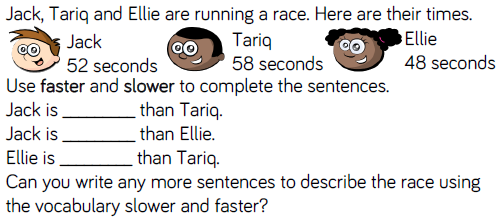 Jack, Tariq and Ellie are running a race. Here are their times.
Jack Tariq Ellie
52 seconds 58 seconds 48 seconds
Use faster and slower to complete the sentences.
Jack is ________ than Tariq.
Jack is ________ than Ellie.
Ellie is ________ than Tariq.
Can you write any more sentences to describe the race using
the vocabulary slower and faster?